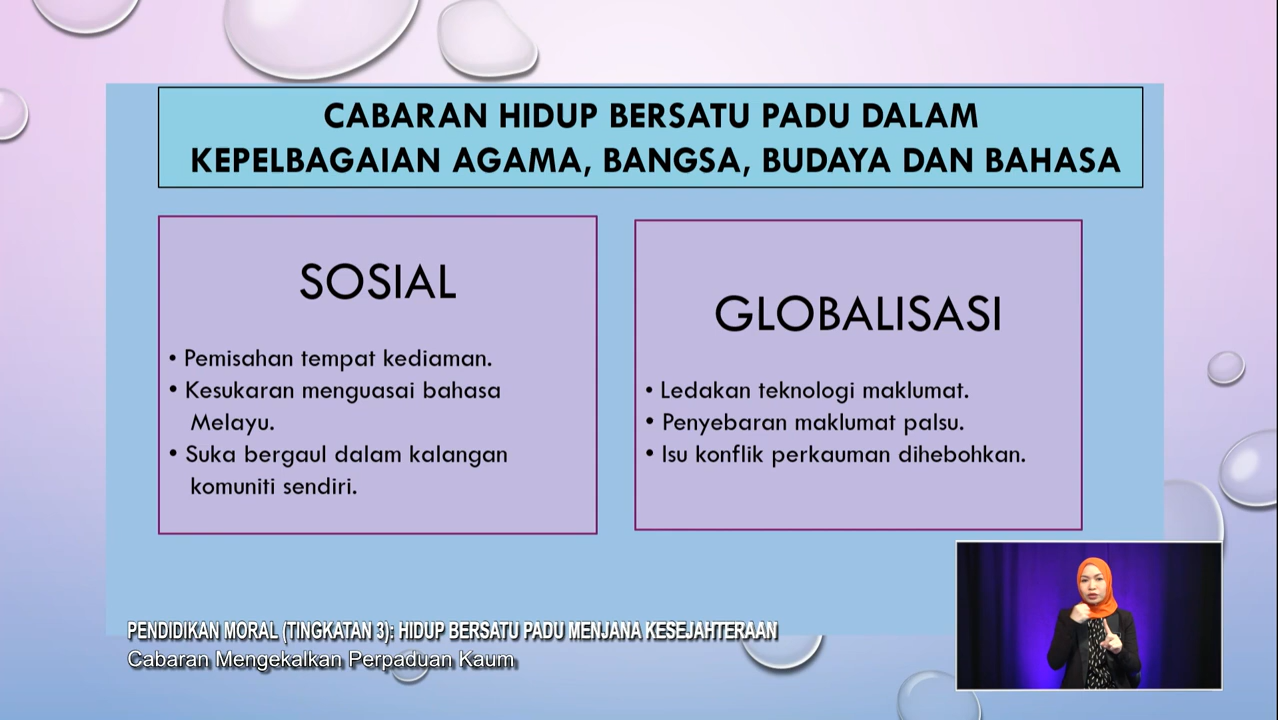 CABARAN HIDUP BERSATU PADU DALAM
KEPELBAGAIAN AGAMA, BANGSA, BUDAYA DAN BAHASA
SOSIAL
• Pemisahan tempat kediaman.
• Kesukaran menguasai bahasa
Melayu.
• Suka bergaul dalam kalangan
komuniti sendiri.
GLOBALISASI
• Ledakan teknologi maklumat.
• Penyebaran maklumat palsu.
• Isu konflik perkauman dihebohkan.
PENDIDIKAN MORAL (TINGKATAN 3): HIDUP BERSATU PADU MENJANA KESEJAHTERAAN
Cabaran Mengekalkan Perpaduan Kaum